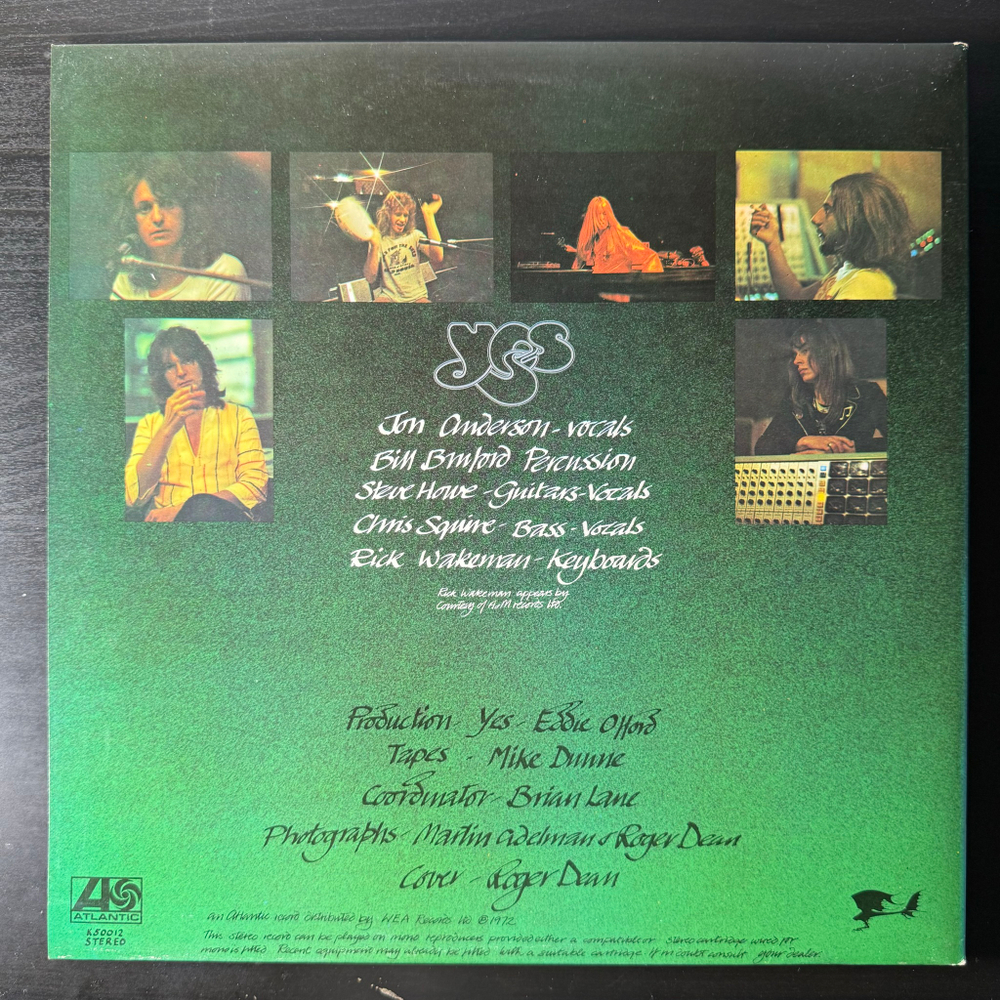 yes
Jon Anderson - vocals
Bill Bruford Percussion
Steve Howe - Guitars - Vocals
Chris Squire - Bass - Vocals
Rick Wakeman - Keyboards
Rick Wakeman appears by
Courtesy of A&M records Ltd.
Production Yes - Eddie Offord
Tapes - Mike Dunne
Coordinator - Brian Lane
Photographs - Martin Adelman & Roger Dean
Cover - Roger Dean
ATLANTIC
K50012
STEREO
an Atlantic record distributed by WEA Records Ltd. ℗1972
This stereo record can be played on mono reproducers provided either a compatible or stereo cartridge wired for
mono is fitted. Recent equipment may already be fitted with a suitable cartridge. If in doubt consult your dealer.